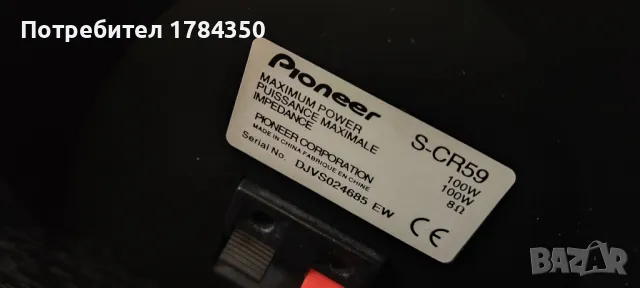 Потребител 1784350
Pioneer
S-CR59
MAXIMUM POWER 100W
PUISSANCE MAXIMALE 100W
IMPEDANCE 8Ω
PIONEER CORPORATION
MADE IN CHINA FABRIQUE EN CHINE
Serial No. DJVS024685 EW
CE
BAZAR